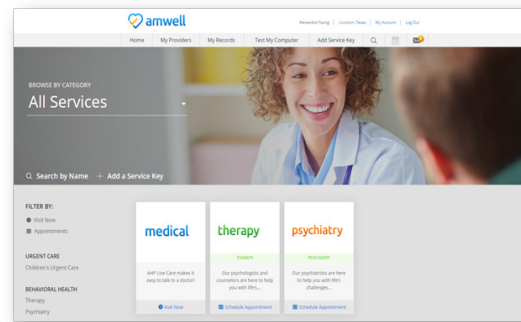 amwell
Alexandra Young | Location: Texas | My Account | Log Out
Home My Providers My Records Test My Computer Add Service Key
BROWSE BY CATEGORY
All Services
Search by Name + Add a Service Key
FILTER BY:
Visit Now
Appointments
URGENT CARE
Children's Urgent Care
BEHAVIORAL HEALTH
Therapy
Psychiatry
medical
AHP Live Care makes it
easy to talk to a doctor!
Visit Now
therapy
THERAPY
Our psychologists and
counselors are here to help
you with life's...
Schedule Appointment
psychiatry
PSYCHIATRY
Our psychiatrists are here
to help you with life's
challenges...
Schedule Appointment